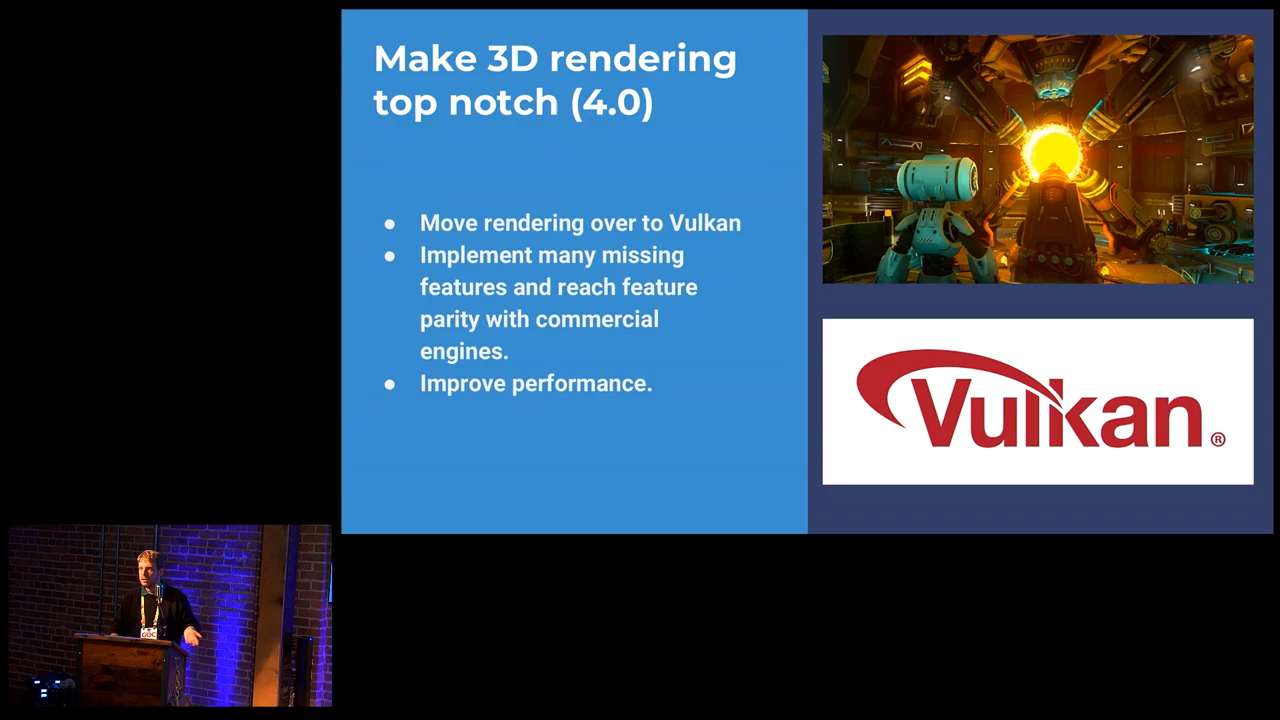 Make 3D rendering
top notch (4.0)
● Move rendering over to Vulkan
● Implement many missing
features and reach feature
parity with commercial
engines.
● Improve performance.
Vulkan®
GDC